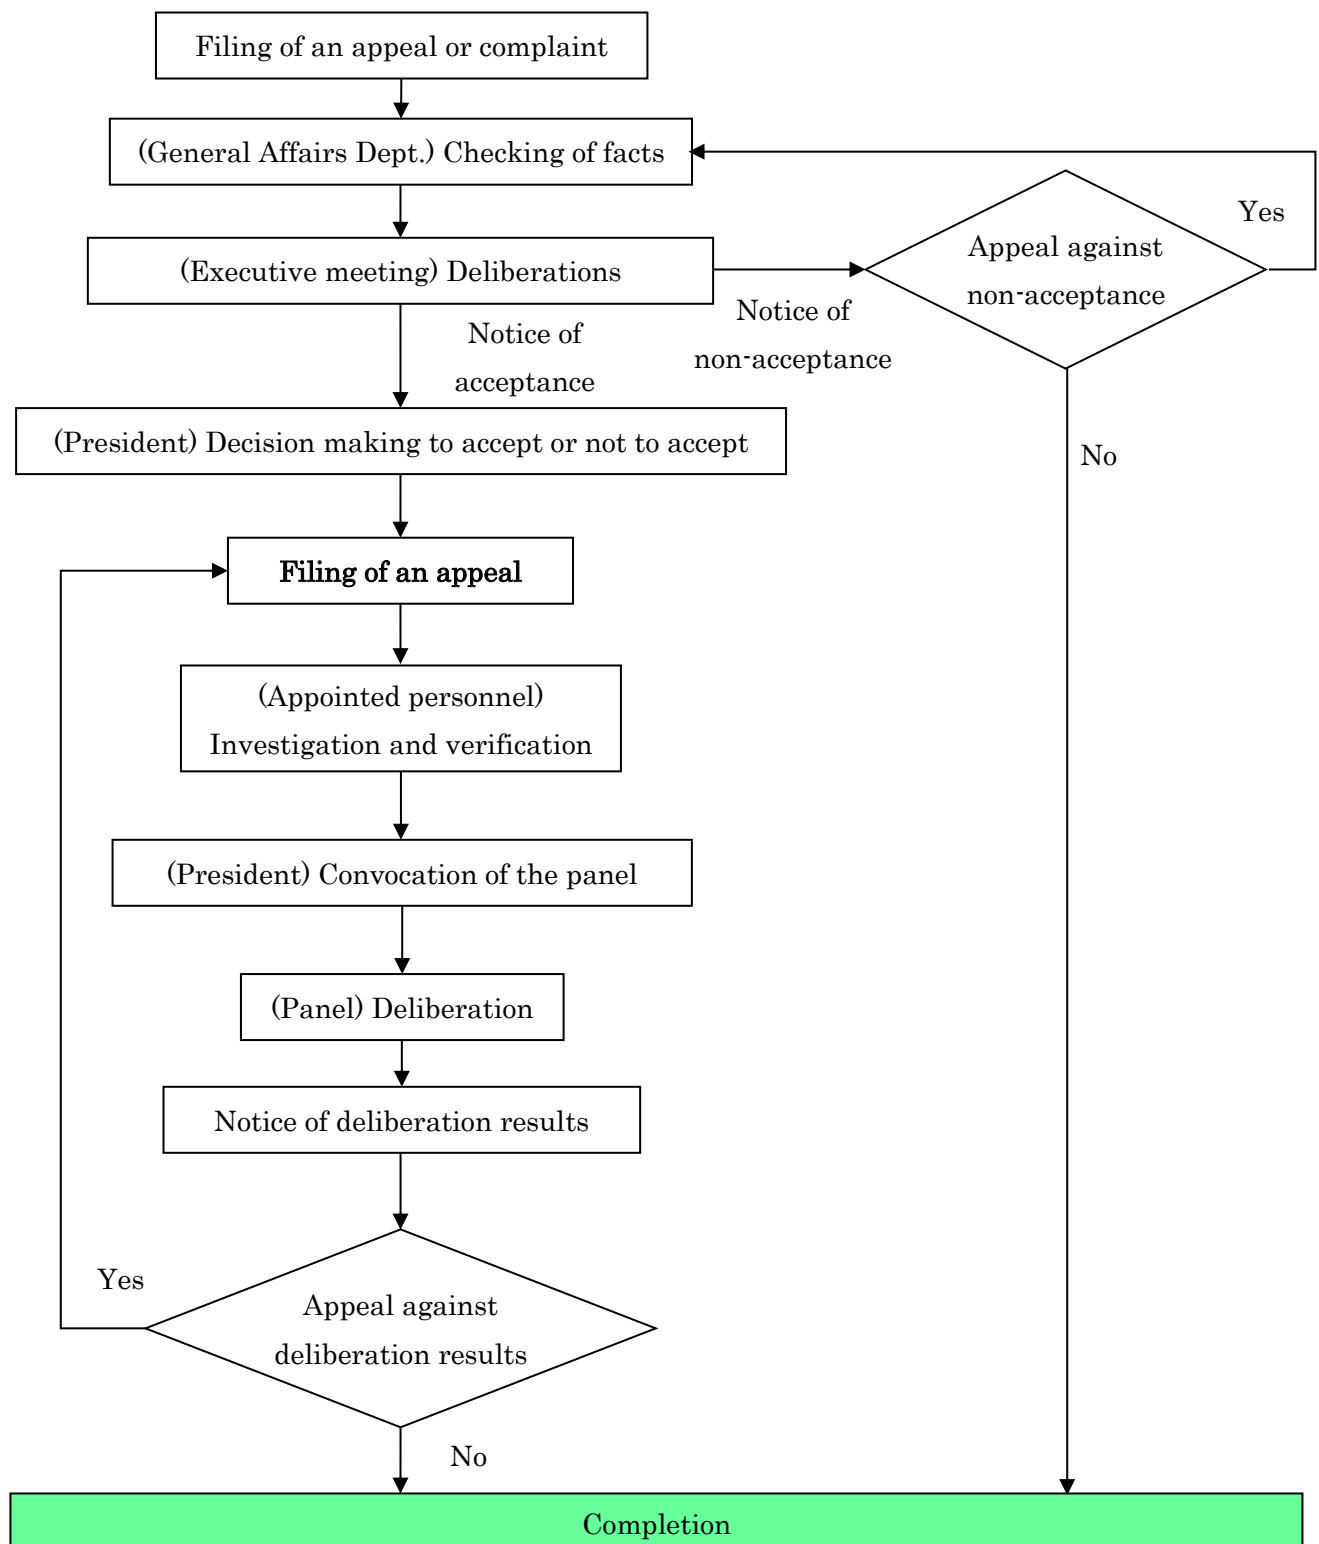 Filing of an appeal or complaint
(General Affairs Dept.) Checking of facts
Yes
Appeal against
non-acceptance
(Executive meeting) Deliberations
Notice of
non-acceptance
Notice of
acceptance
(President) Decision making to accept or not to accept
No
Filing of an appeal
(Appointed personnel)
Investigation and verification
(President) Convocation of the panel
(Panel) Deliberation
Notice of deliberation results
Yes
Appeal against
deliberation results
No
Completion